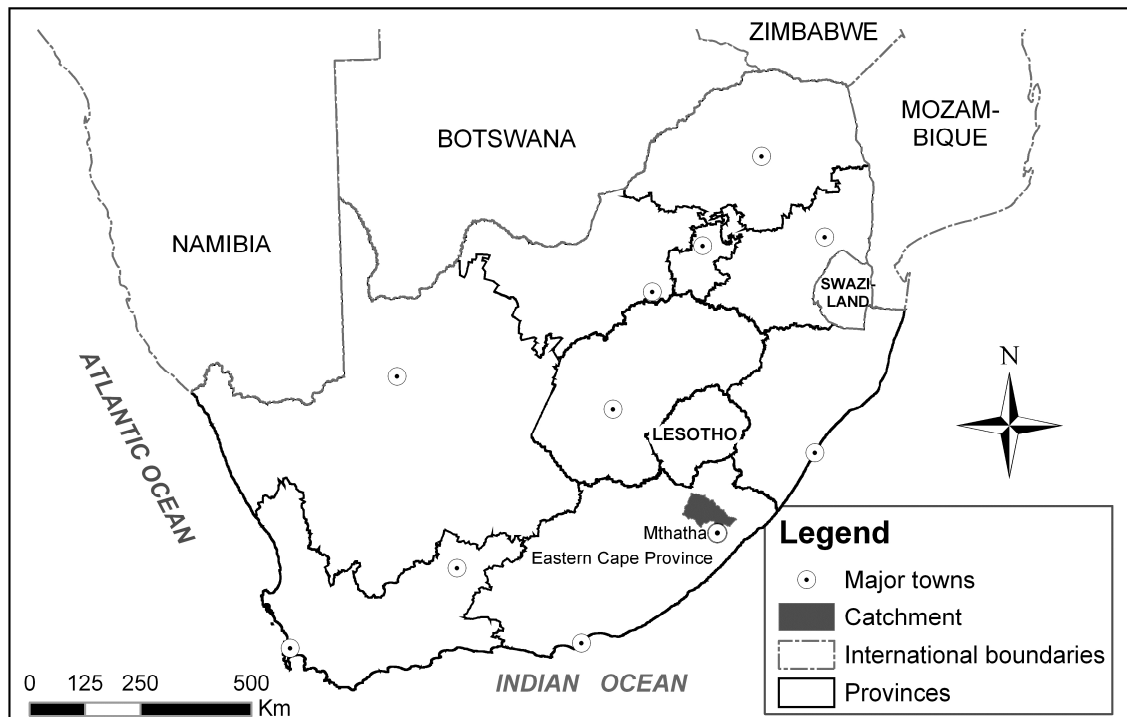 ZIMBABWE
MOZAM-
BIQUE
BOTSWANA
NAMIBIA
SWAZI-
LAND
ATLANTIC OCEAN
N
LESOTHO
Mthatha
Eastern Cape Province
INDIAN OCEAN
Legend
Major towns
Catchment
International boundaries
Provinces
0 125 250 500
Km